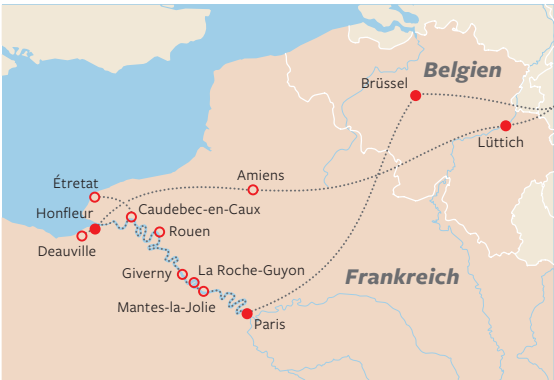 Belgien
Brüssel
Lüttich
Amiens
Étretat
Caudebec-en-Caux
Honfleur
Rouen
Deauville
Giverny
La Roche-Guyon
Frankreich
Mantes-la-Jolie
Paris